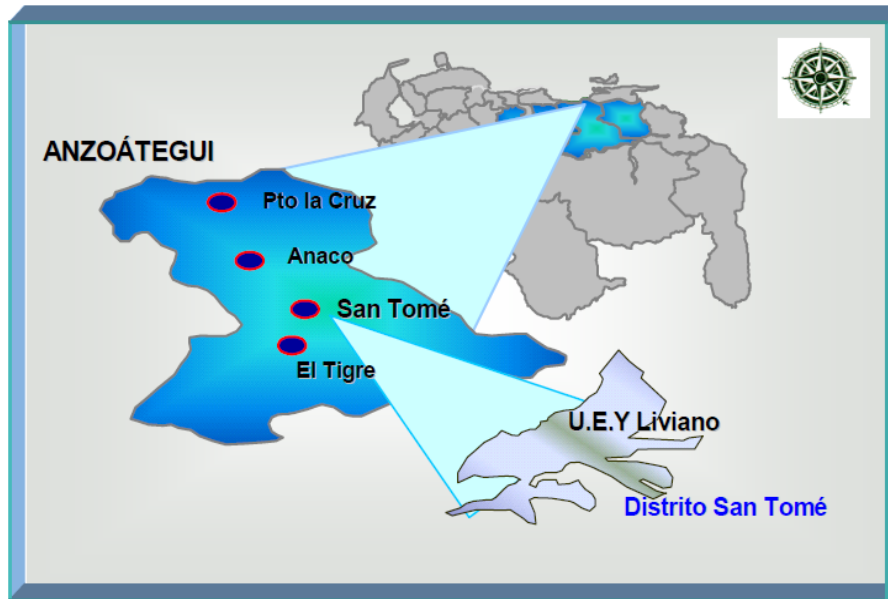 ANZOÁTEGUI
Pto la Cruz
Anaco
San Tomé
El Tigre
U.E.Y Liviano
Distrito San Tomé